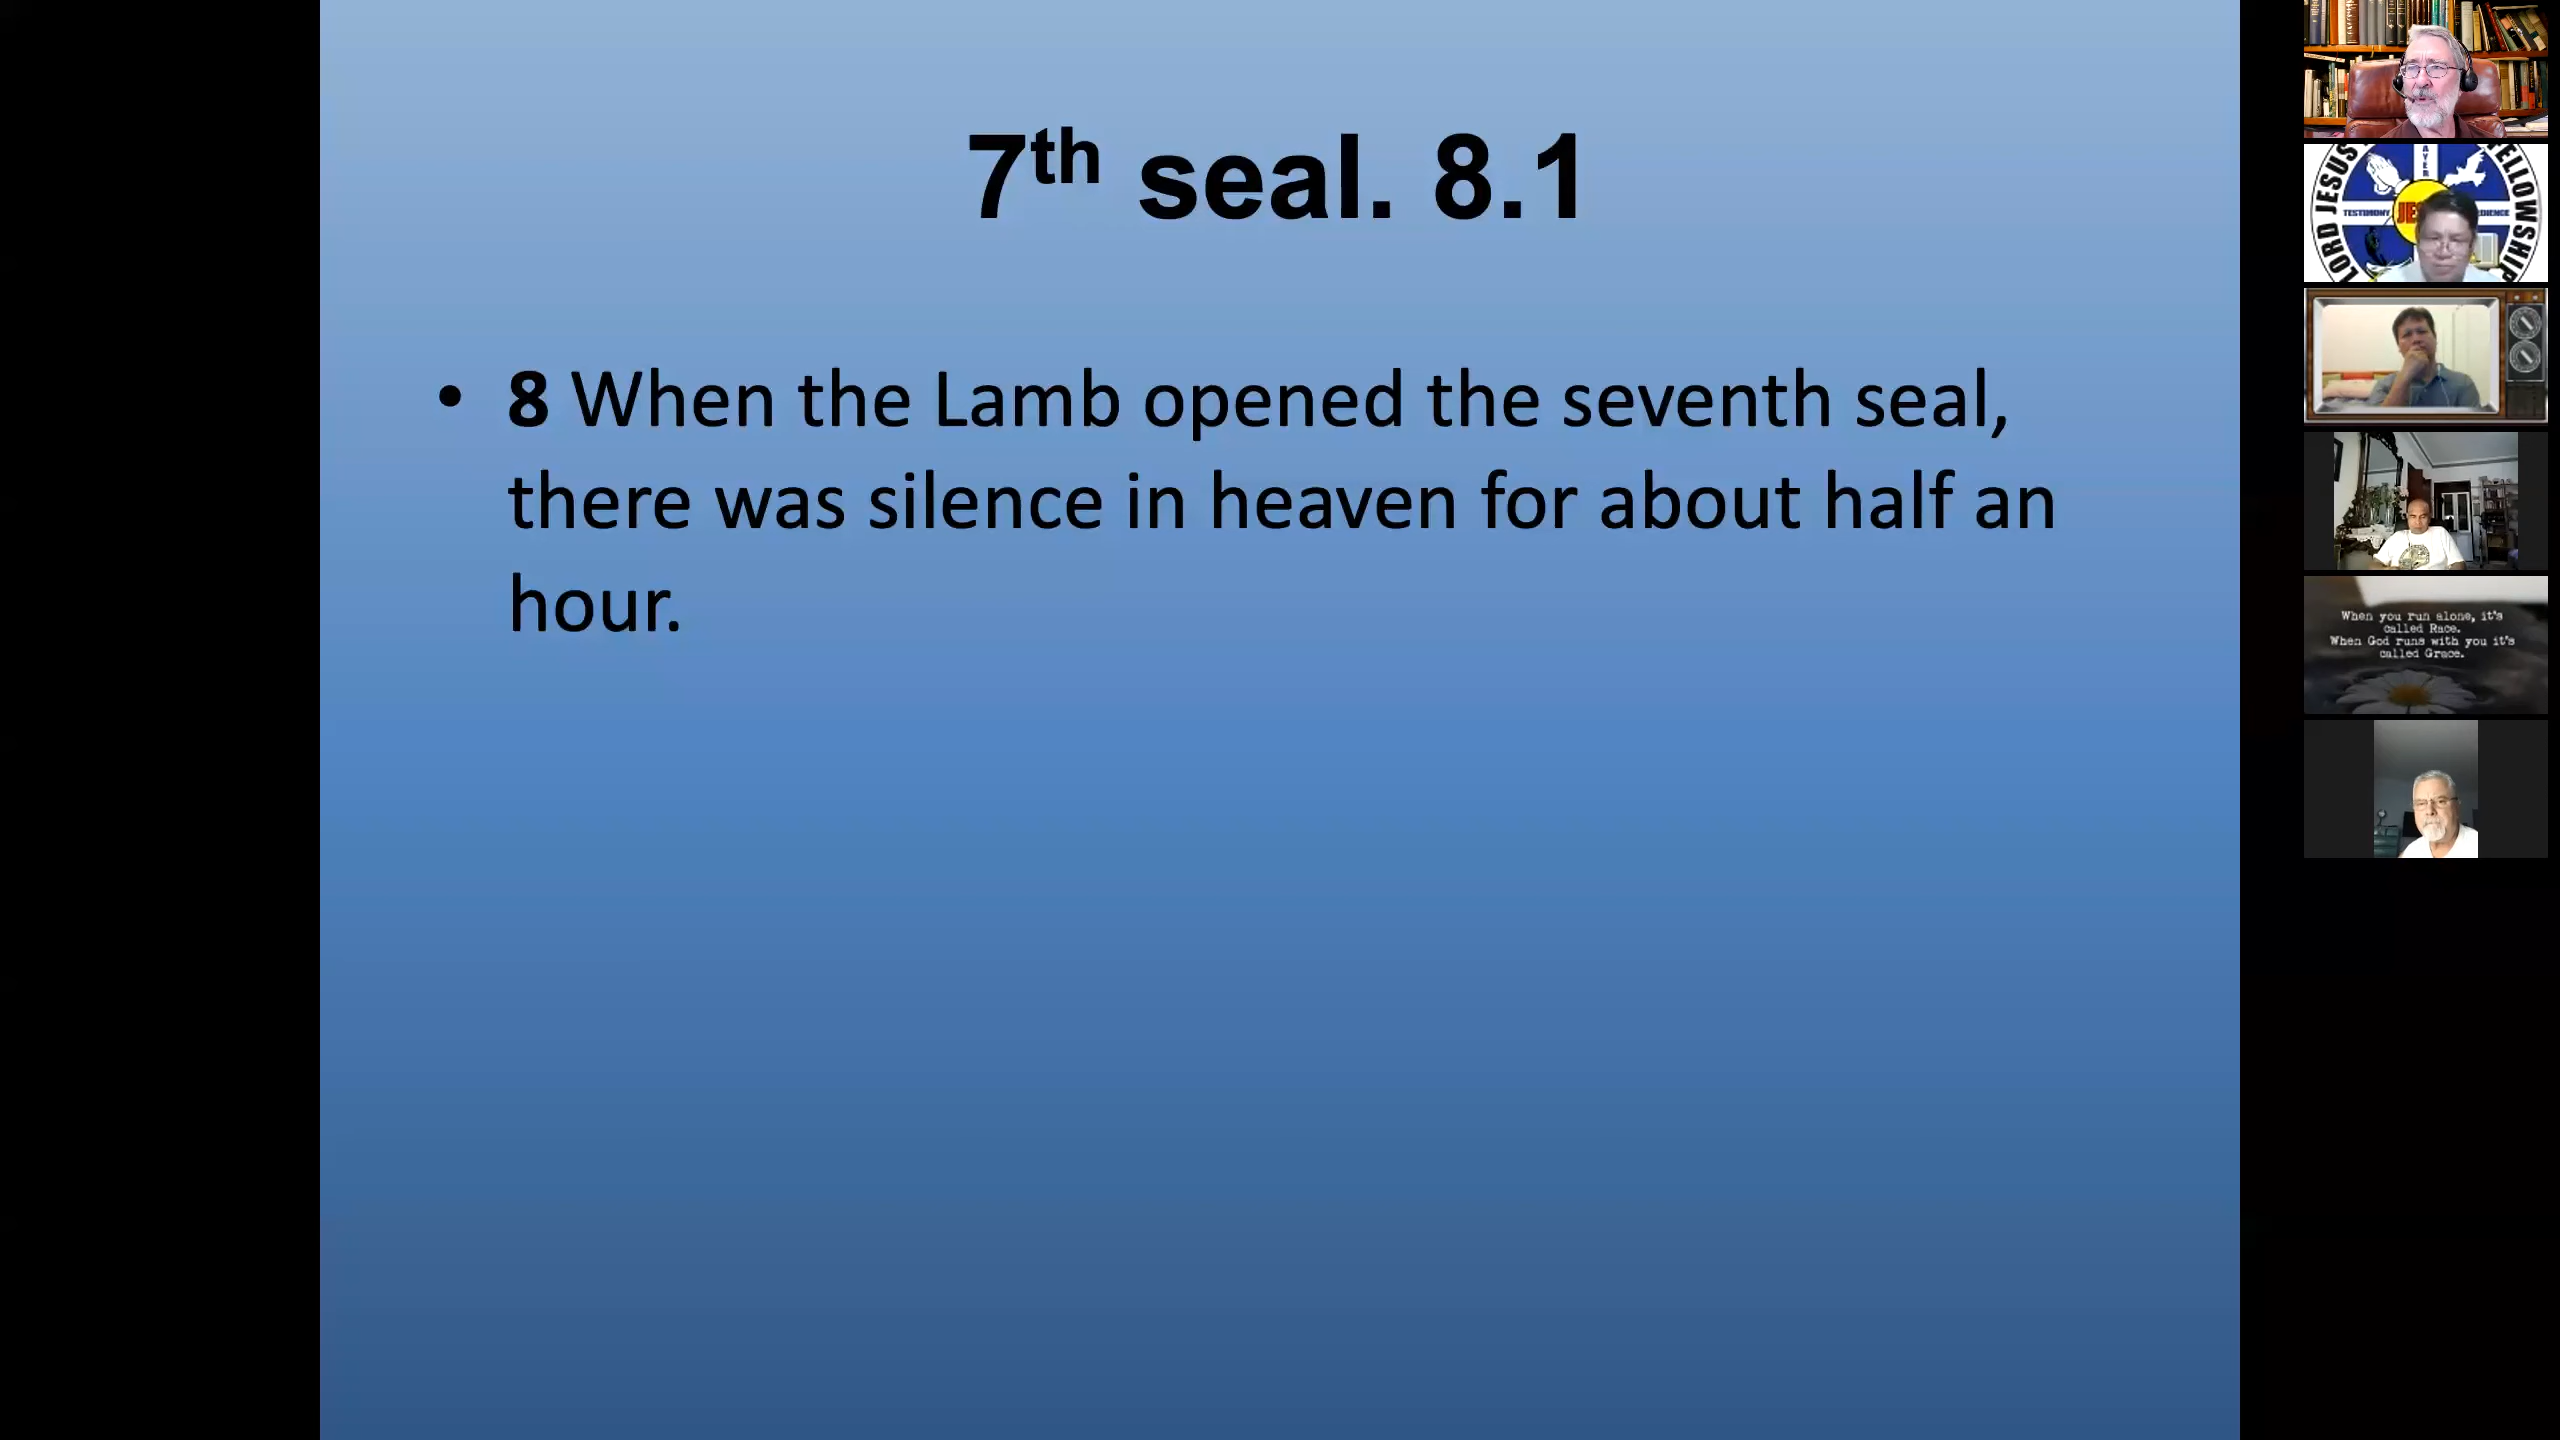 7th seal. 8.1
• 8 When the Lamb opened the seventh seal,
there was silence in heaven for about half an
hour.
LORD JESUS
FELLOWSHIP
TESTIMONY
When you run alone, it's
called Race.
When God runs with you it's
called Grace.